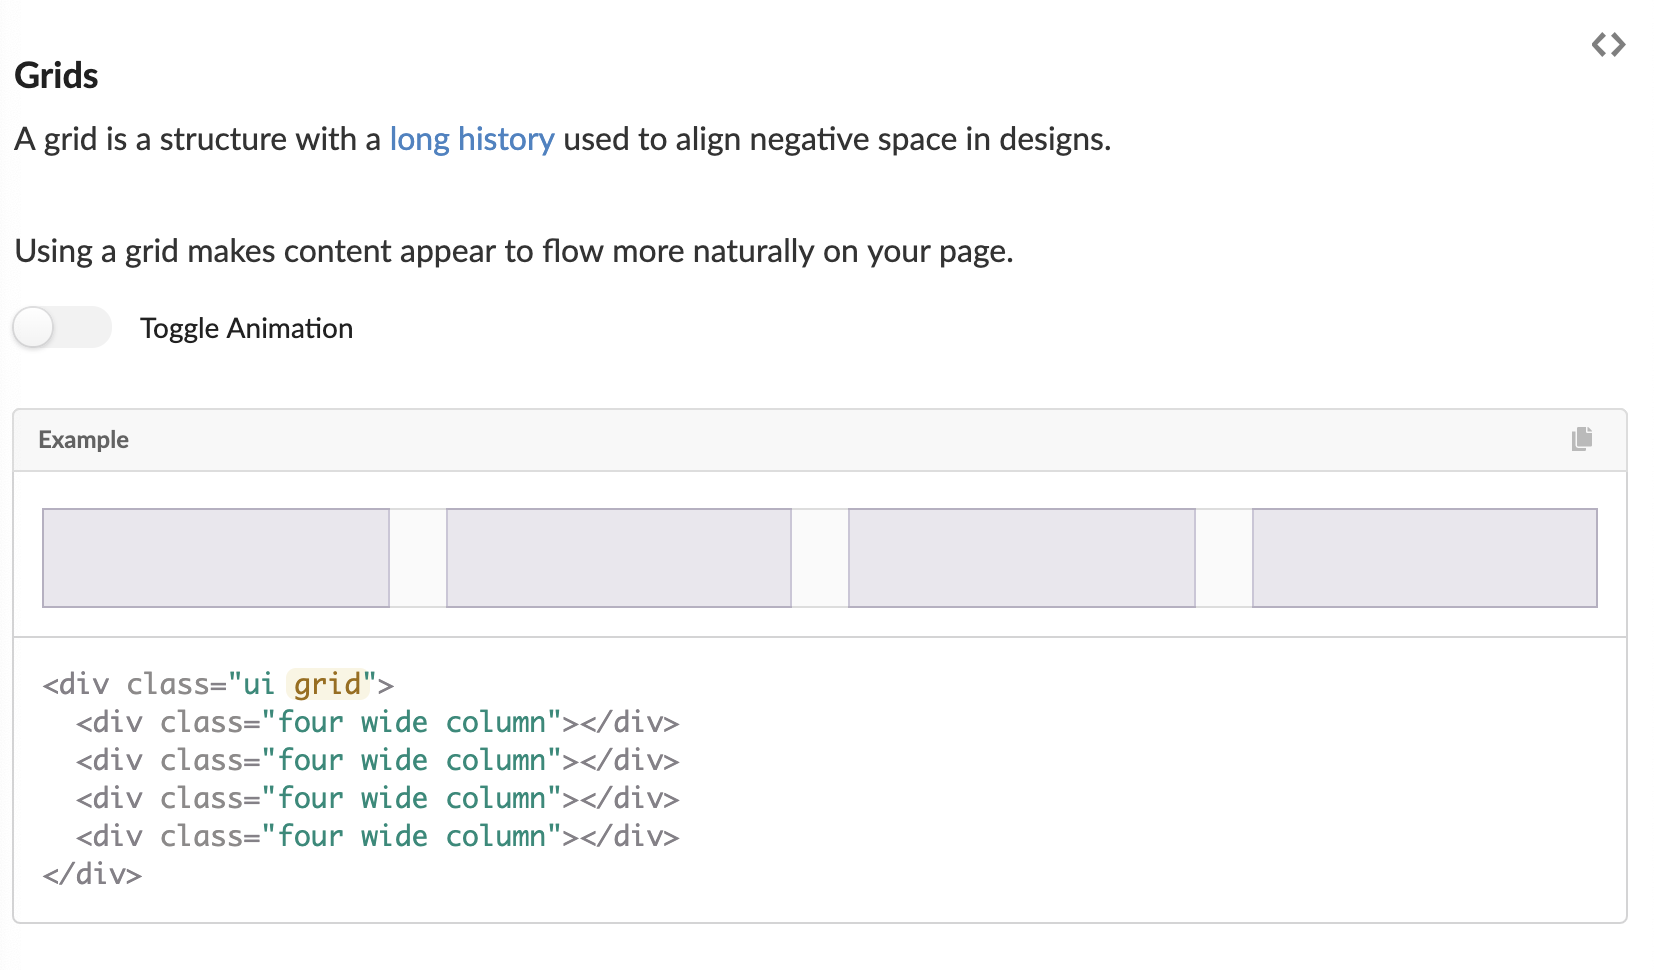 Grids
A grid is a structure with a long history used to align negative space in designs.
Using a grid makes content appear to flow more naturally on your page.
Toggle Animation
Example
<div class="ui grid">
  <div class="four wide column"></div>
  <div class="four wide column"></div>
  <div class="four wide column"></div>
  <div class="four wide column"></div>
</div>